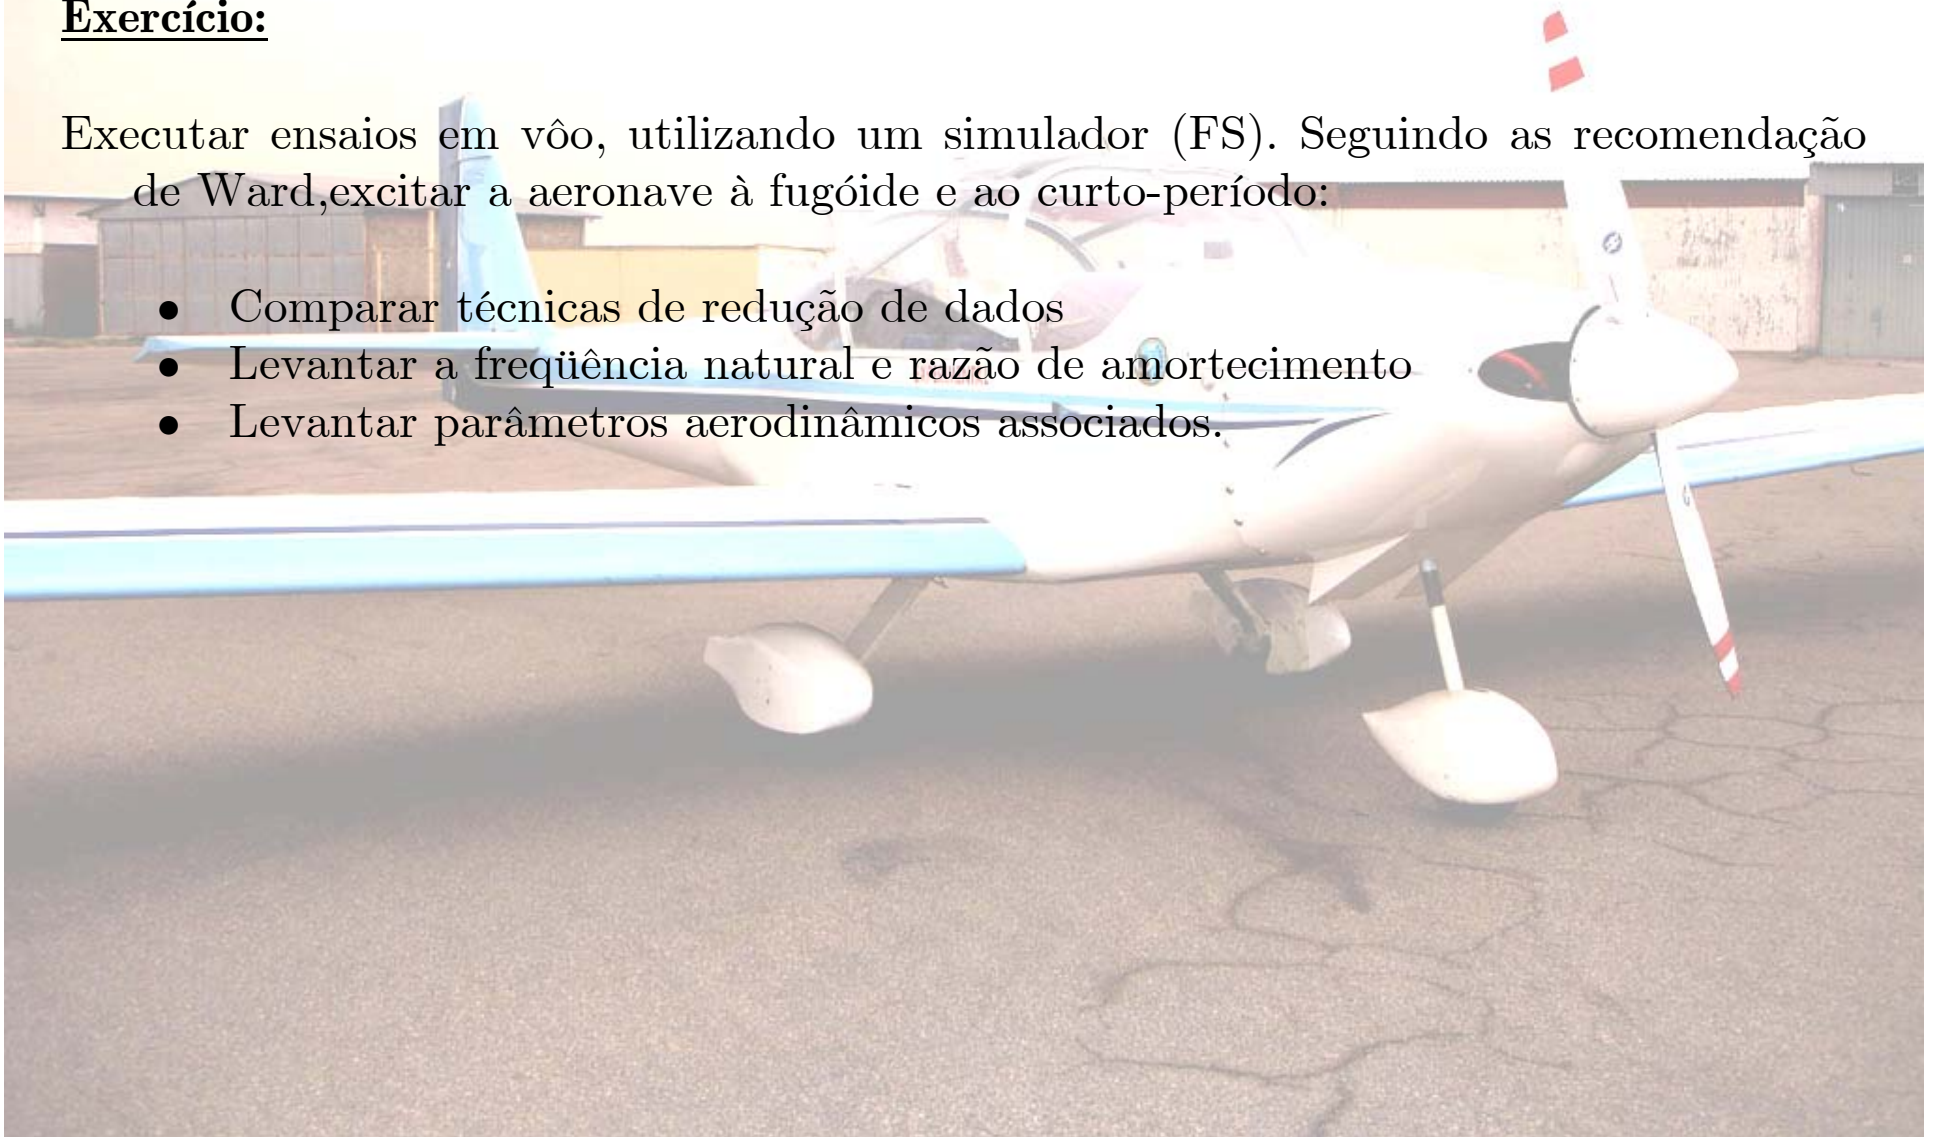 Exercício:
Executar ensaios em vôo, utilizando um simulador (FS). Seguindo as recomendação
de Ward,excitar a aeronave à fugóide e ao curto-período:
• Comparar técnicas de redução de dados
• Levantar a freqüência natural e razão de amortecimento
• Levantar parâmetros aerodinâmicos associados.